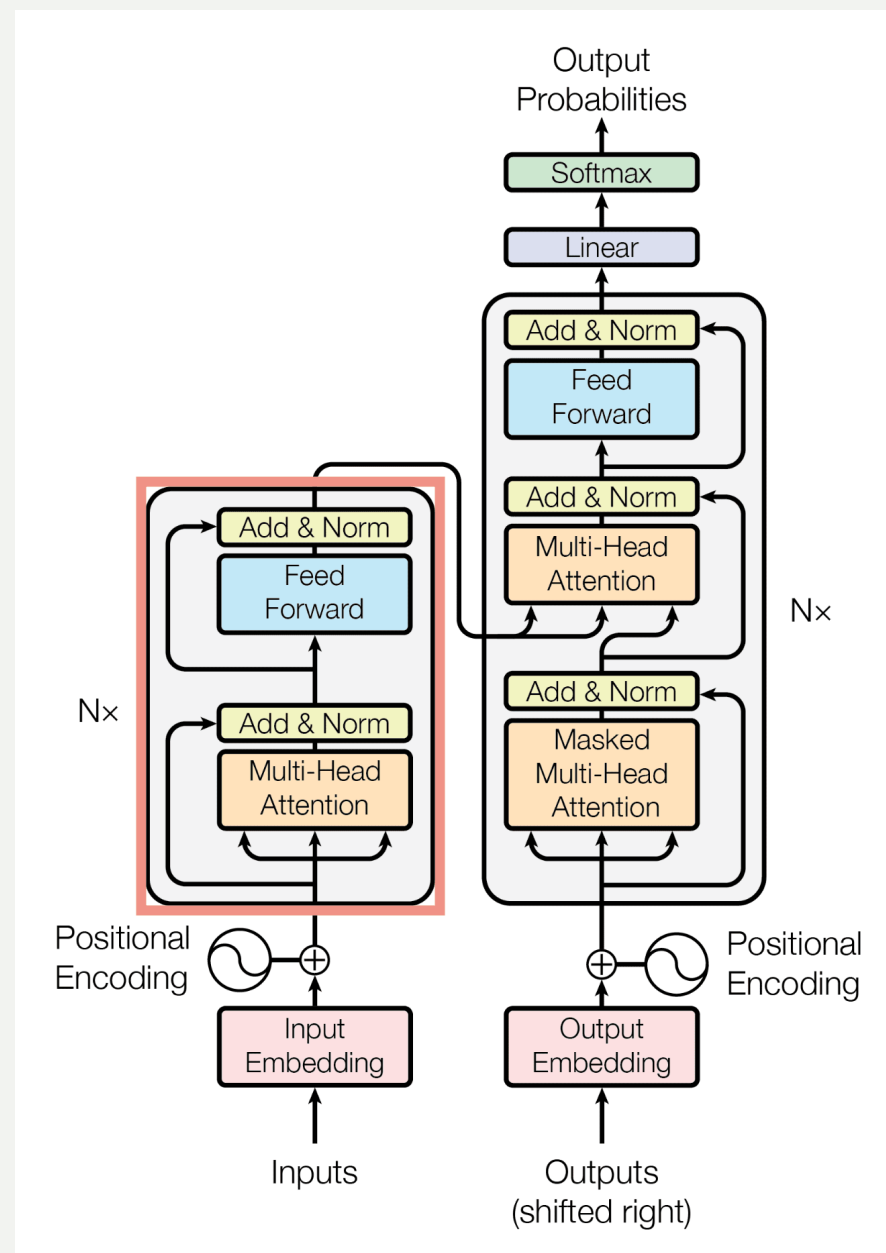 Output
Probabilities
Softmax
Linear
Add & Norm
Feed
Forward
Add & Norm
Multi-Head
Attention
Add & Norm
Masked
Multi-Head
Attention
Nx
Add & Norm
Feed
Forward
Add & Norm
Multi-Head
Attention
Nx
Positional
Encoding
Positional
Encoding
Input
Embedding
Output
Embedding
Inputs
Outputs
(shifted right)